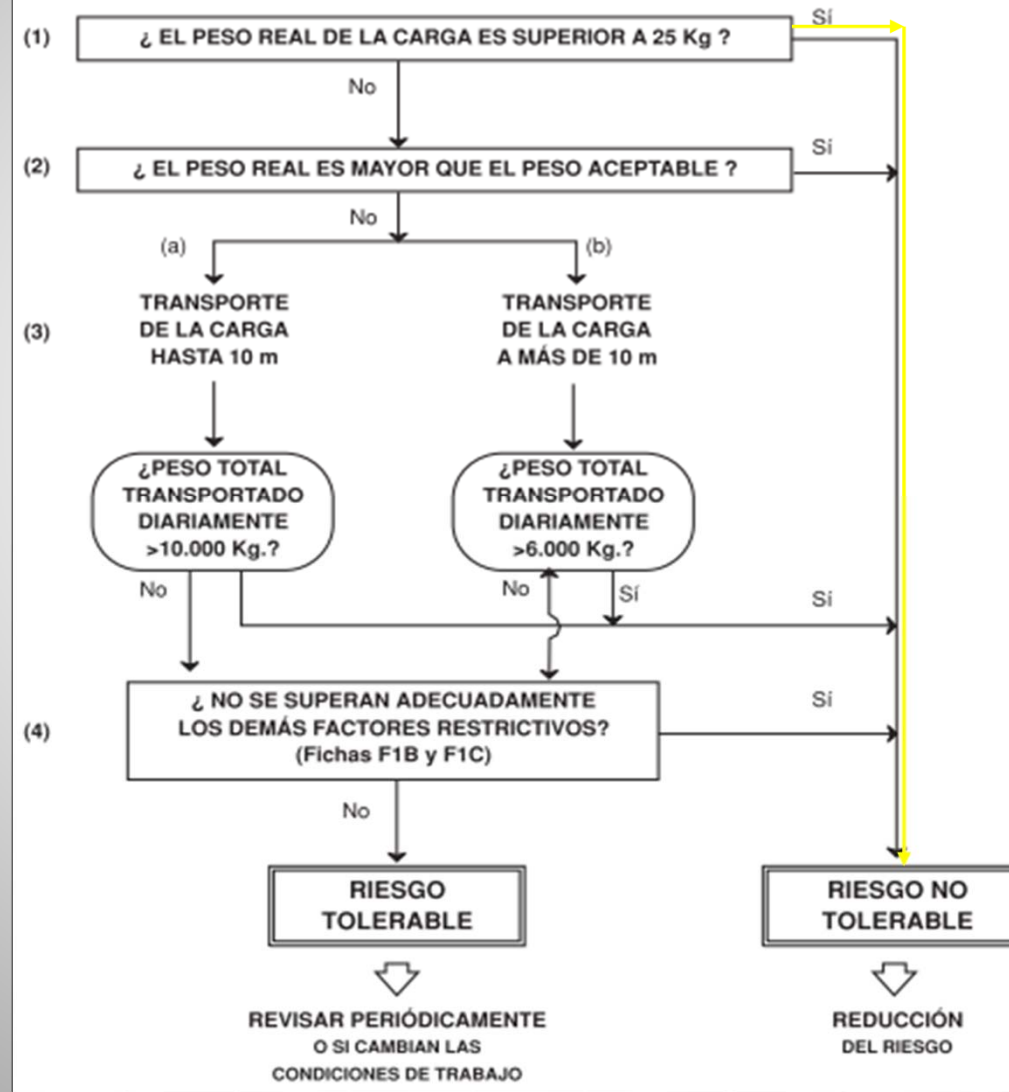 (1)
¿ EL PESO REAL DE LA CARGA ES SUPERIOR A 25 Kg ?
Sí
No
(2)
¿ EL PESO REAL ES MAYOR QUE EL PESO ACEPTABLE ?
Sí
No
(a)
(b)
(3)
TRANSPORTE
DE LA CARGA
HASTA 10 m
TRANSPORTE
DE LA CARGA
A MÁS DE 10 m
¿PESO TOTAL
TRANSPORTADO
DIARIAMENTE
>10.000 Kg.?
¿PESO TOTAL
TRANSPORTADO
DIARIAMENTE
>6.000 Kg.?
No
No
Sí
Sí
(4)
¿ NO SE SUPERAN ADECUADAMENTE
LOS DEMÁS FACTORES RESTRICTIVOS?
(Fichas F1B y F1C)
Sí
No
RIESGO
TOLERABLE
RIESGO NO
TOLERABLE
REVISAR PERIÓDICAMENTE
O SI CAMBIAN LAS
CONDICIONES DE TRABAJO
REDUCCIÓN
DEL RIESGO